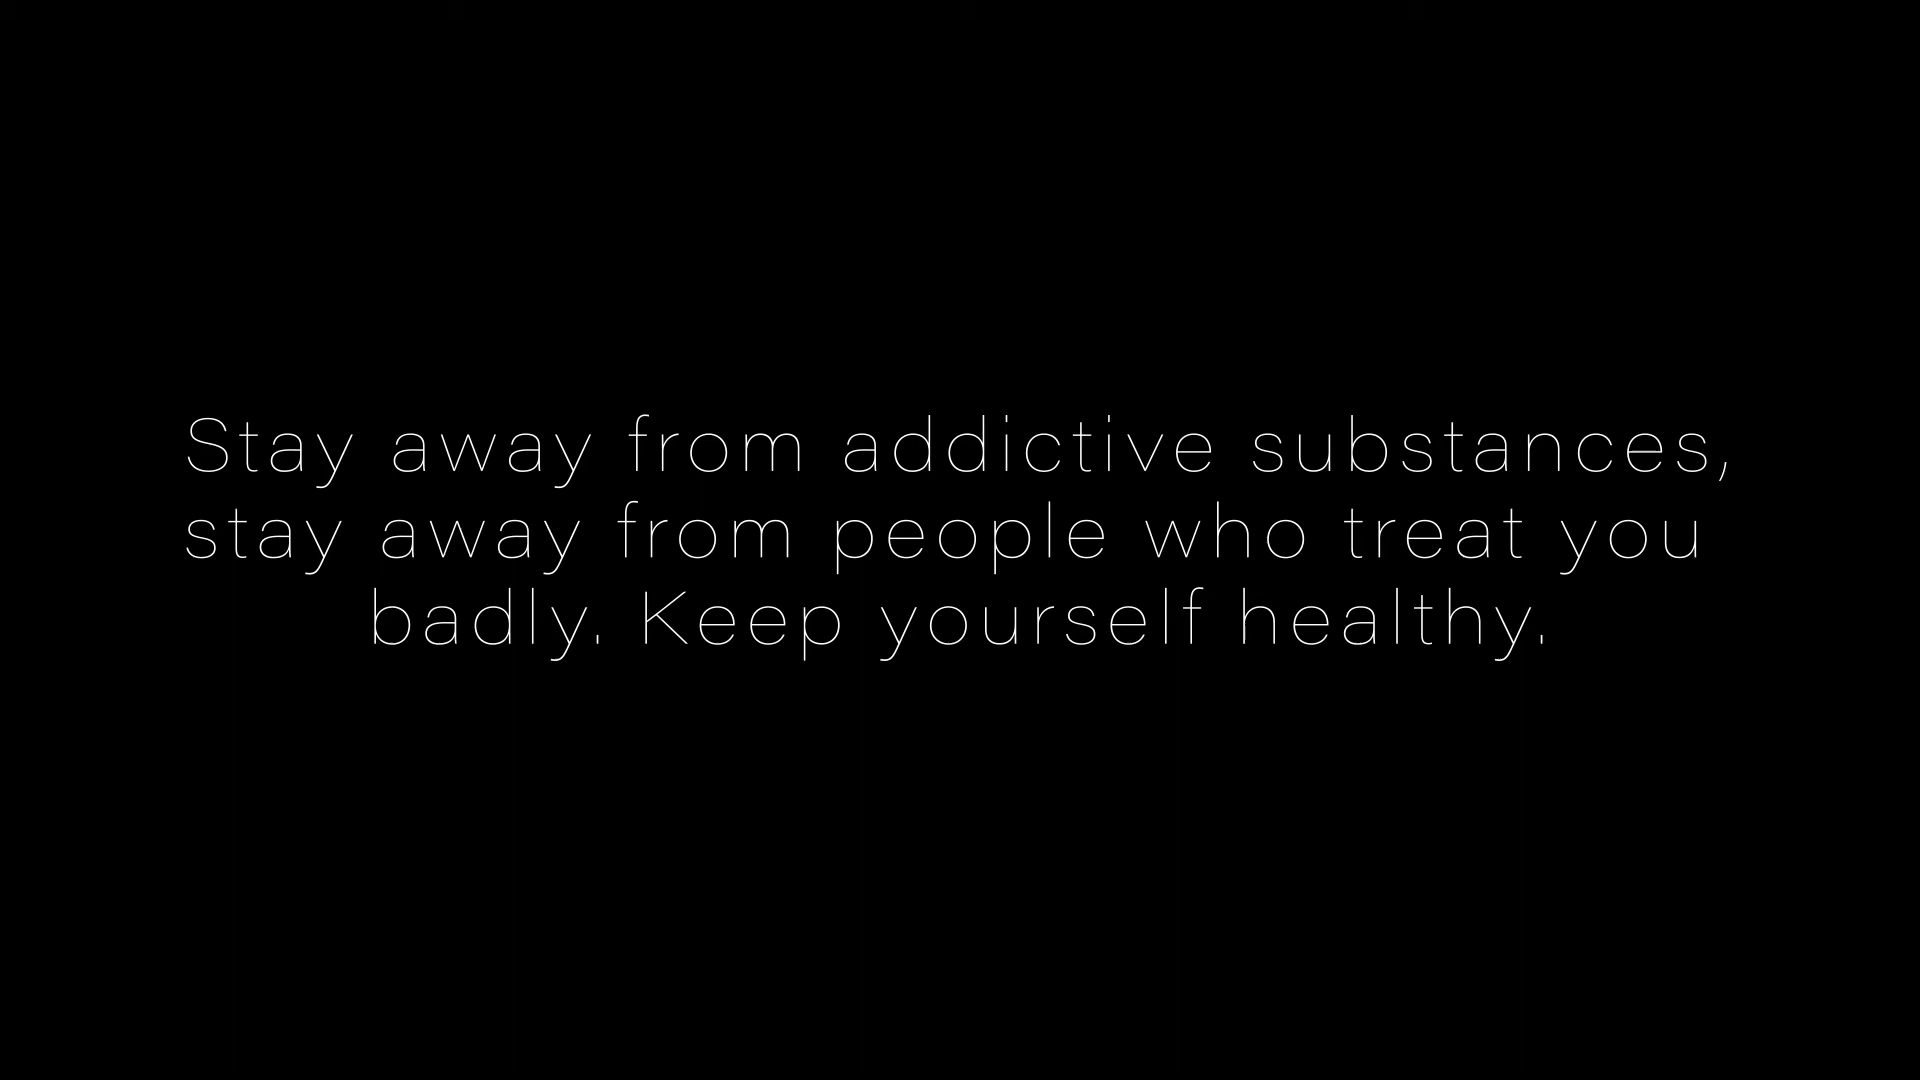 Stay away from addictive substances,
stay away from people who treat you
badly. Keep yourself healthy.